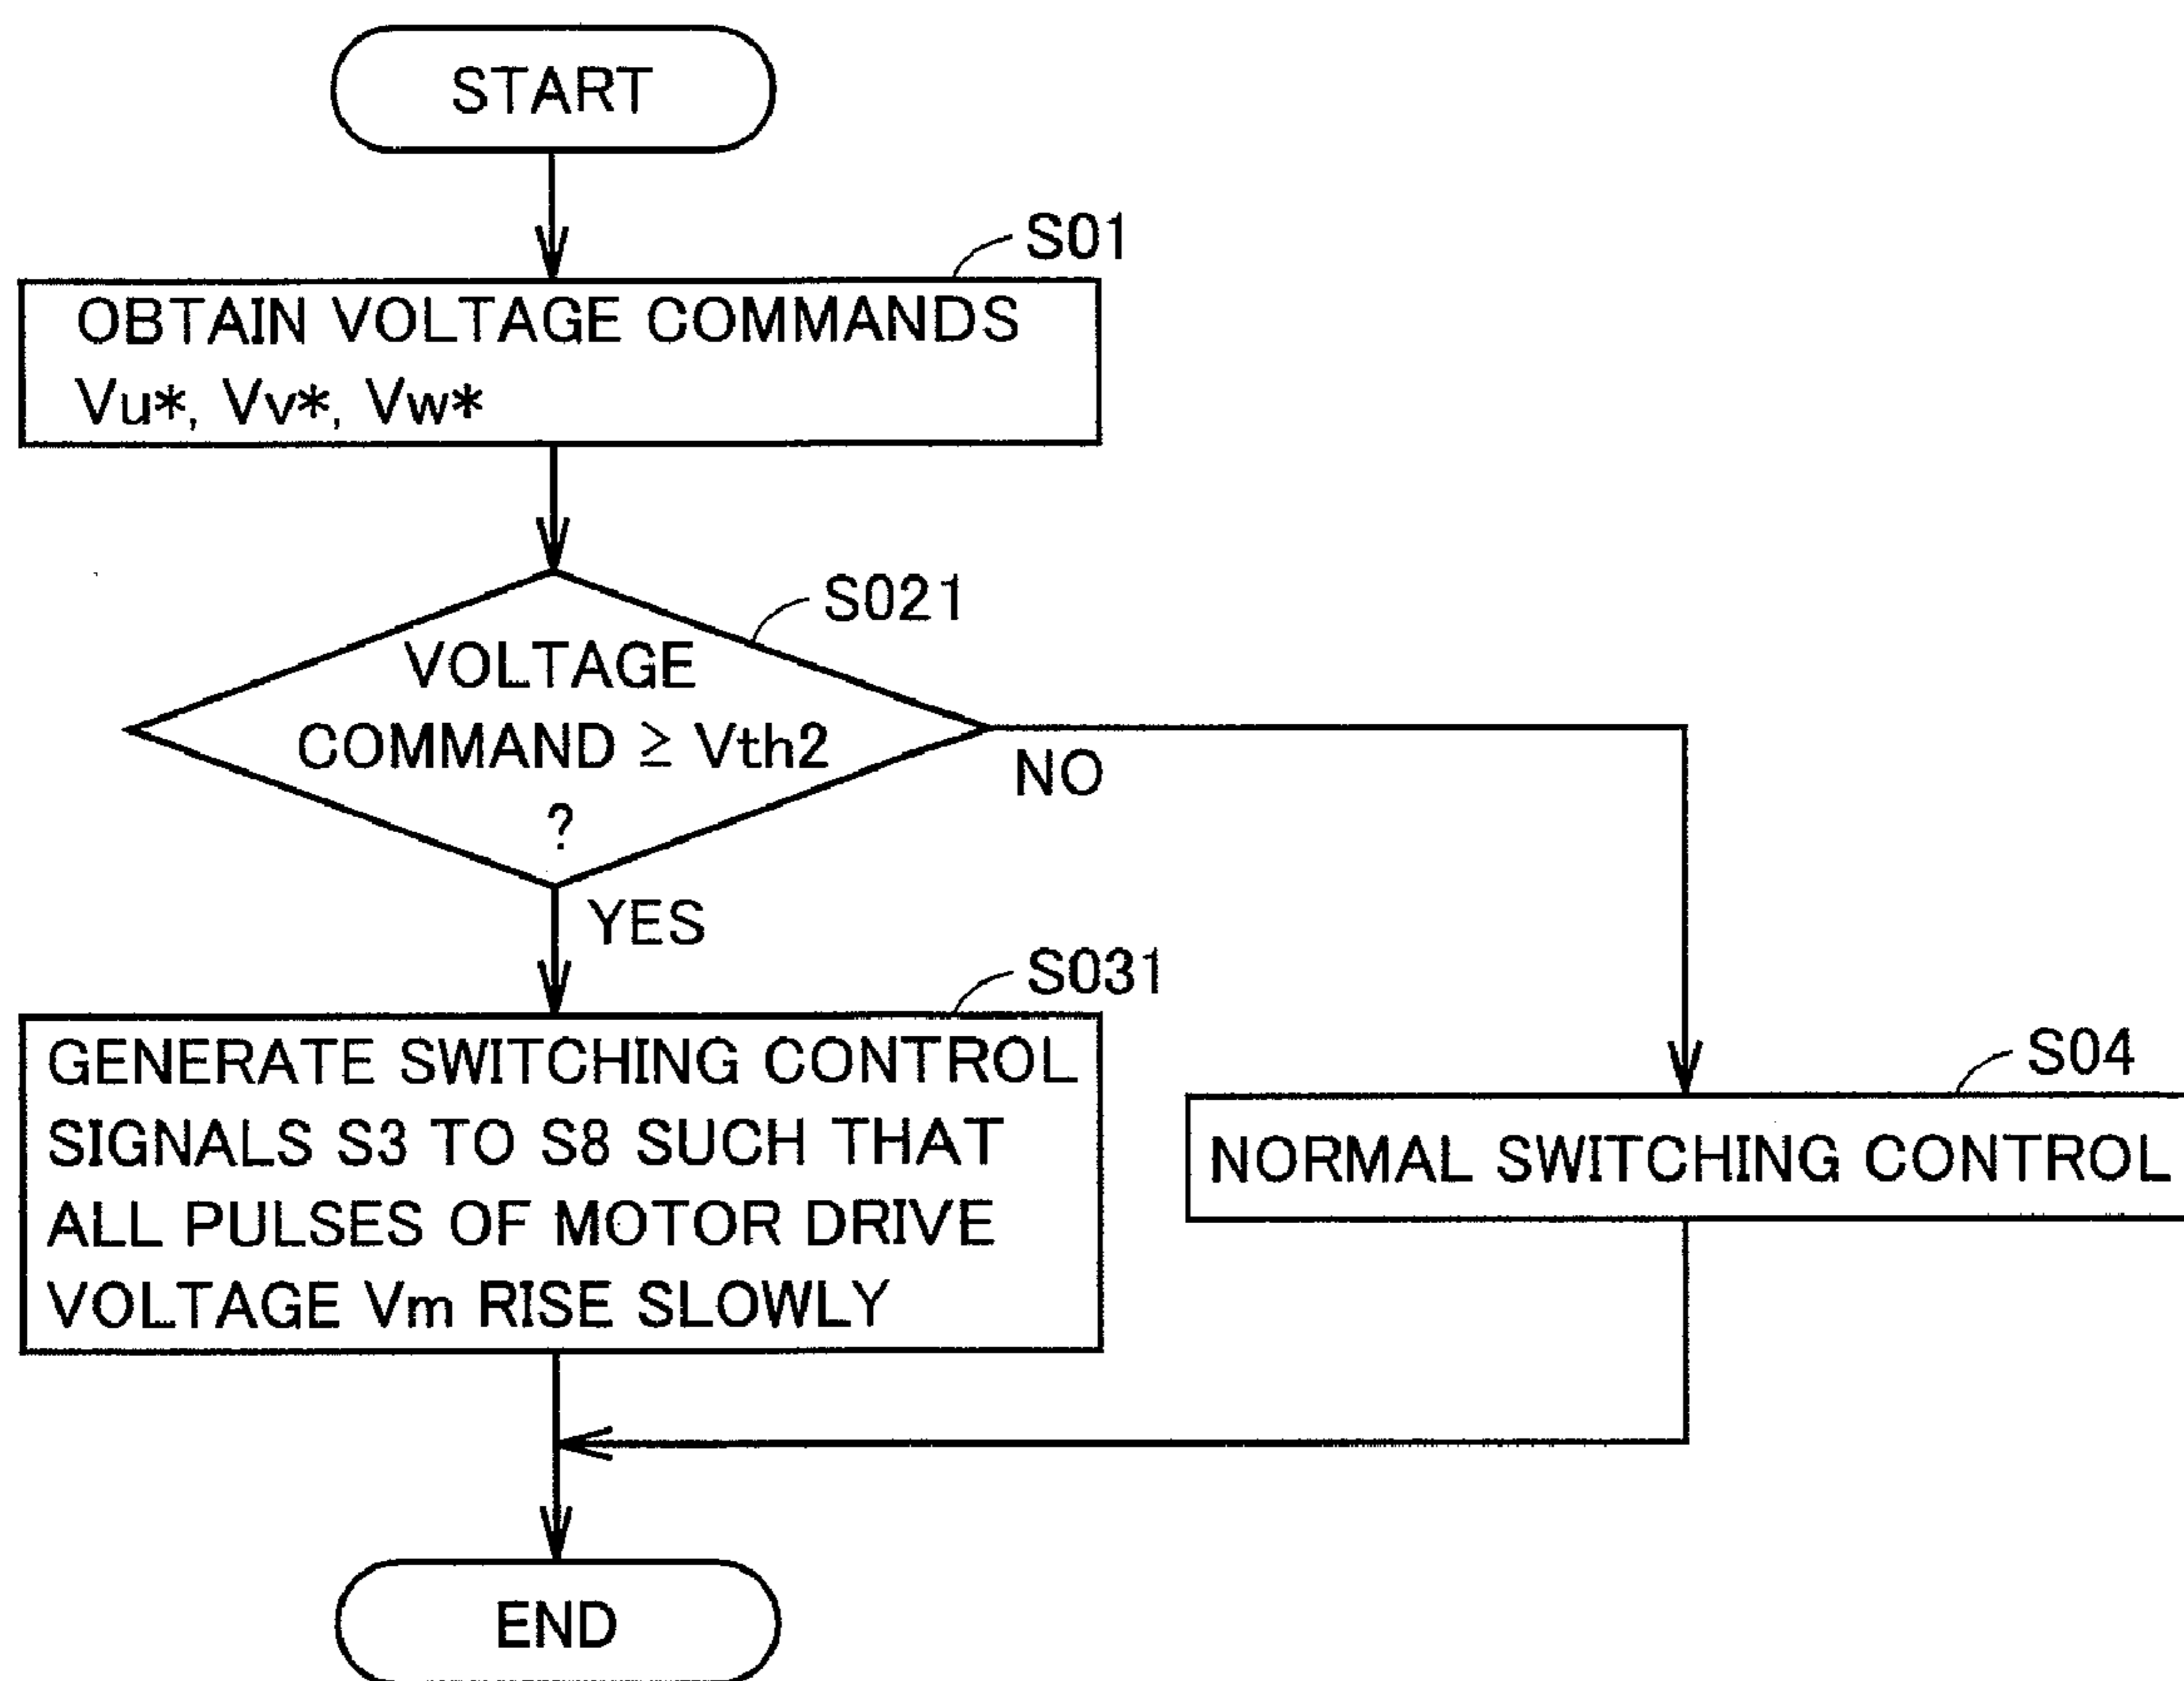 START
S01
OBTAIN VOLTAGE COMMANDS
Vu*, Vv*, Vw*
S021
VOLTAGE
COMMAND ≥ Vth2
?
NO
YES
S031
GENERATE SWITCHING CONTROL
SIGNALS S3 TO S8 SUCH THAT
ALL PULSES OF MOTOR DRIVE
VOLTAGE Vm RISE SLOWLY
S04
NORMAL SWITCHING CONTROL
END